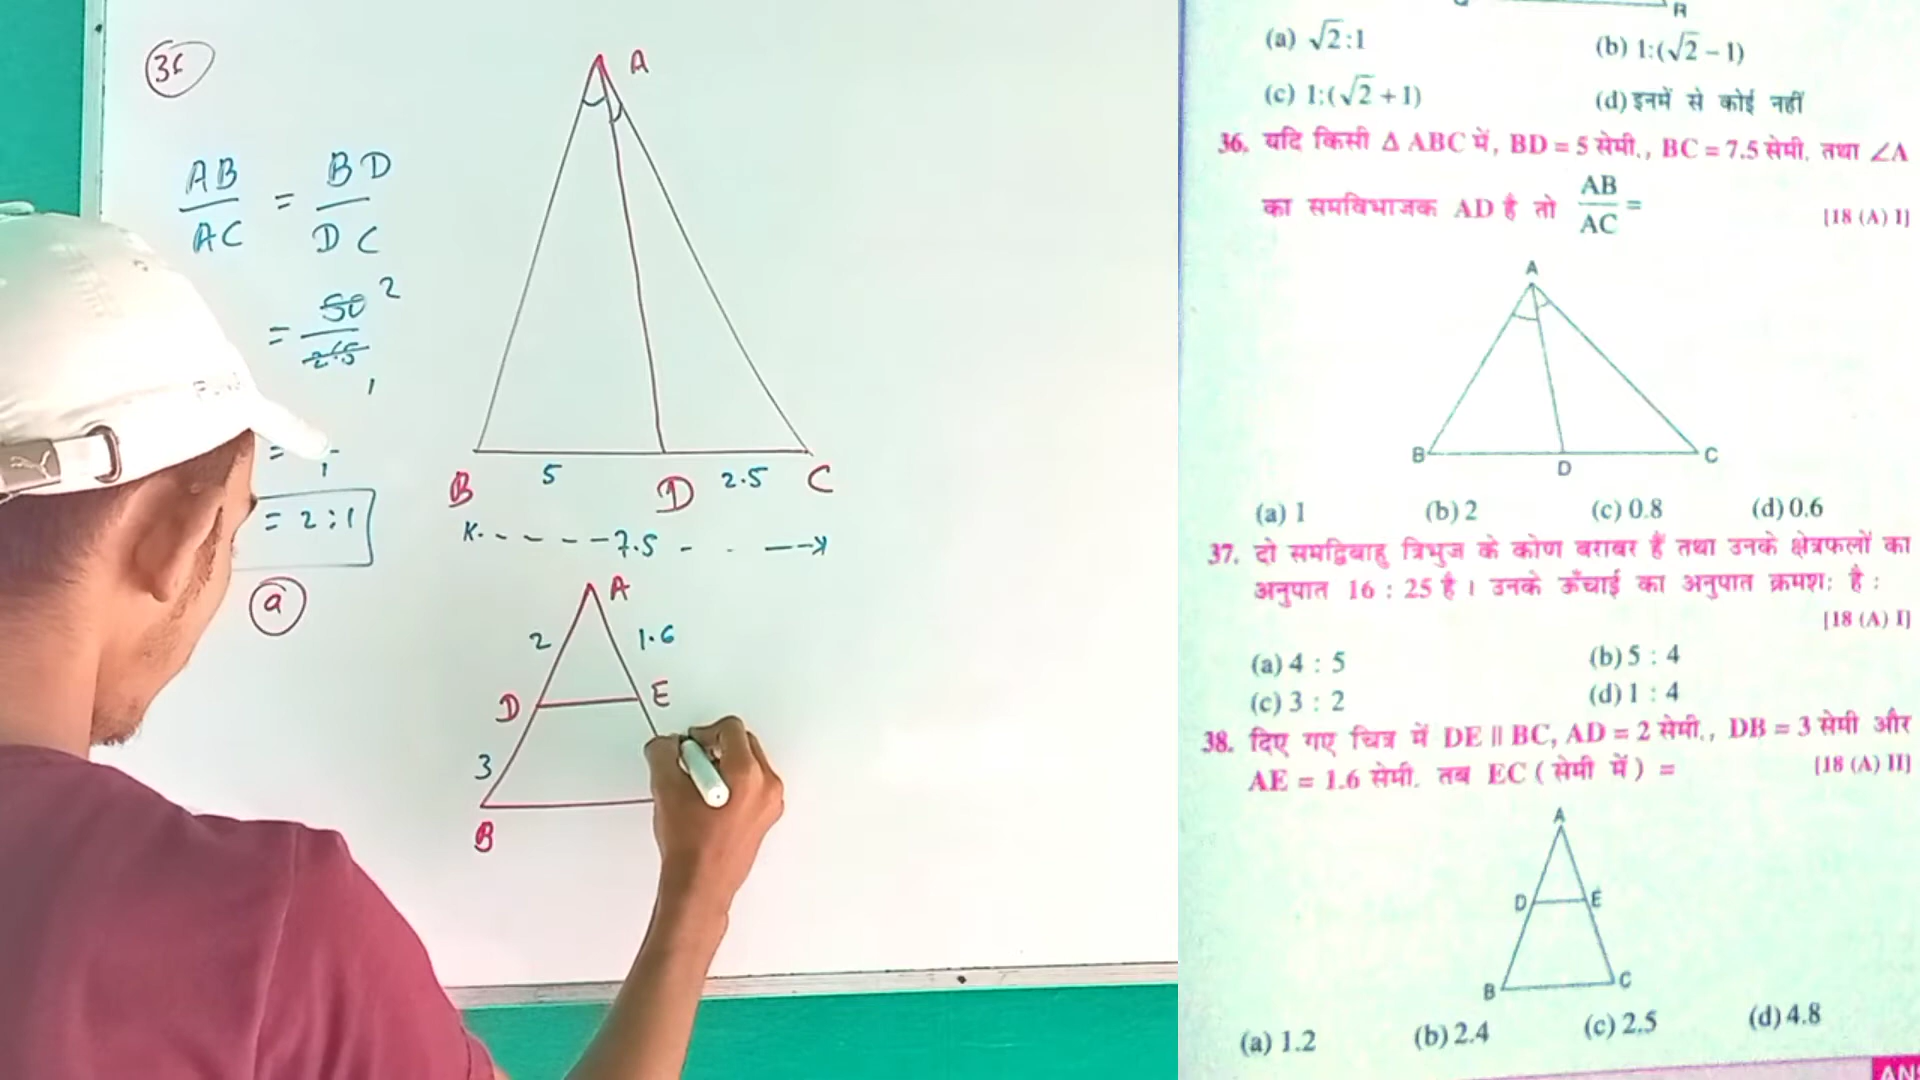 36
AB/AC = BD/DC
= 50/2.5 2 1
= 1
= 2:1
a
A
B 5 D 2.5 C
7.5
A
2 1.6
D E
3
B
R
(a) √2:1 (b) 1:(√2 – 1)
(c) 1:(√2 + 1) (d) इनमें से कोई नहीं
36. यदि किसी Δ ABC में, BD = 5 सेमी., BC = 7.5 सेमी. तथा ∠A
का समविभाजक AD है तो AB/AC = [18 (A) I]
A
B D C
(a) 1 (b) 2 (c) 0.8 (d) 0.6
37. दो समद्विबाहु त्रिभुज के कोण बराबर हैं तथा उनके क्षेत्रफलों का
अनुपात 16 : 25 है । उनके ऊँचाई का अनुपात क्रमशः है :
[18 (A) I]
(a) 4 : 5 (b) 5 : 4
(c) 3 : 2 (d) 1 : 4
38. दिए गए चित्र में DE || BC, AD = 2 सेमी., DB = 3 सेमी और
AE = 1.6 सेमी. तब EC ( सेमी में ) = [18 (A) II]
A
D E
B C
(a) 1.2 (b) 2.4 (c) 2.5 (d) 4.8